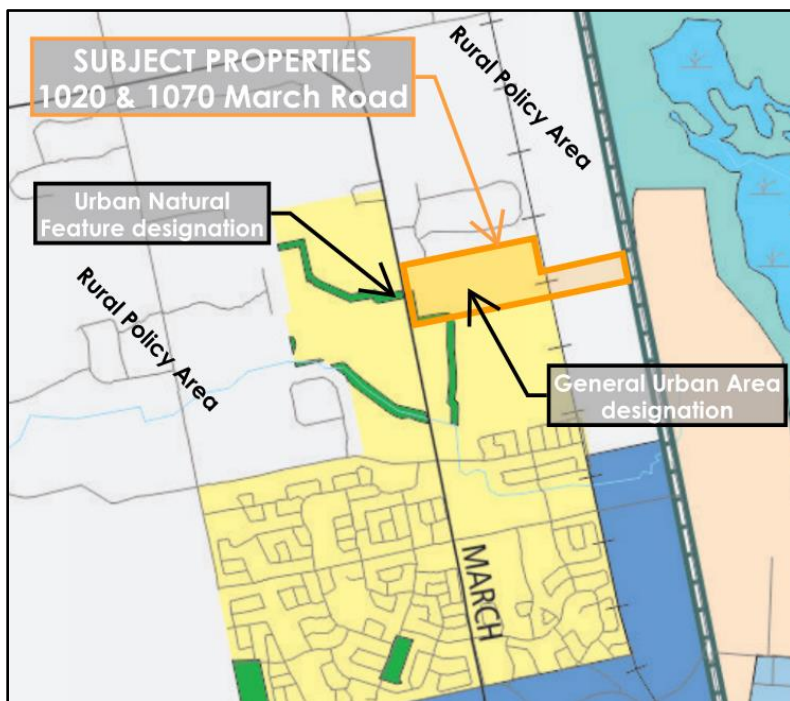 SUBJECT PROPERTIES
1020 & 1070 March Road
Rural Policy Area
Urban Natural
Feature designation
Rural Policy Area
General Urban Area
designation
MARCH